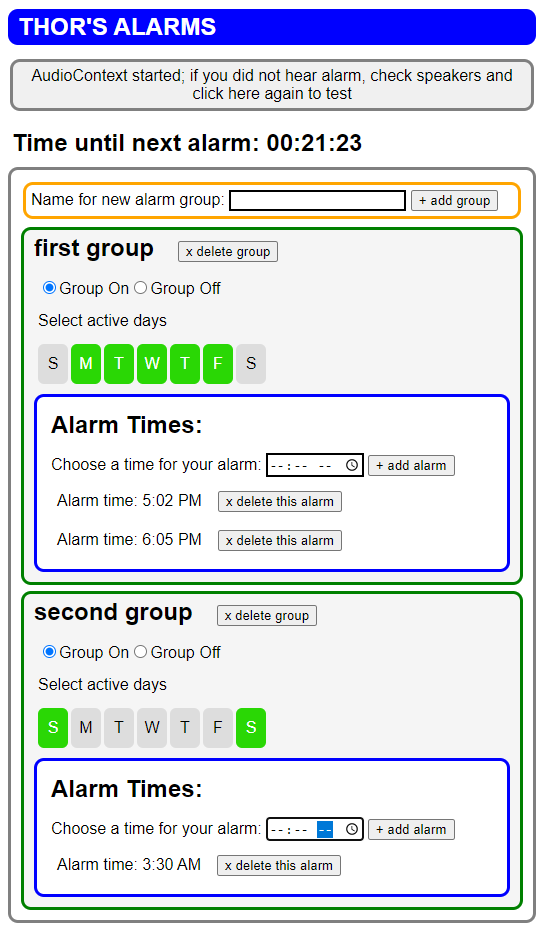 THOR'S ALARMS
AudioContext started; if you did not hear alarm, check speakers and
click here again to test
Time until next alarm: 00:21:23
Name for new alarm group: + add group
first group x delete group
Group On Group Off
Select active days
S M T W T F S
Alarm Times:
Choose a time for your alarm: --:-- -- + add alarm
Alarm time: 5:02 PM x delete this alarm
Alarm time: 6:05 PM x delete this alarm
second group x delete group
Group On Group Off
Select active days
S M T W T F S
Alarm Times:
Choose a time for your alarm: --:-- -- + add alarm
Alarm time: 3:30 AM x delete this alarm